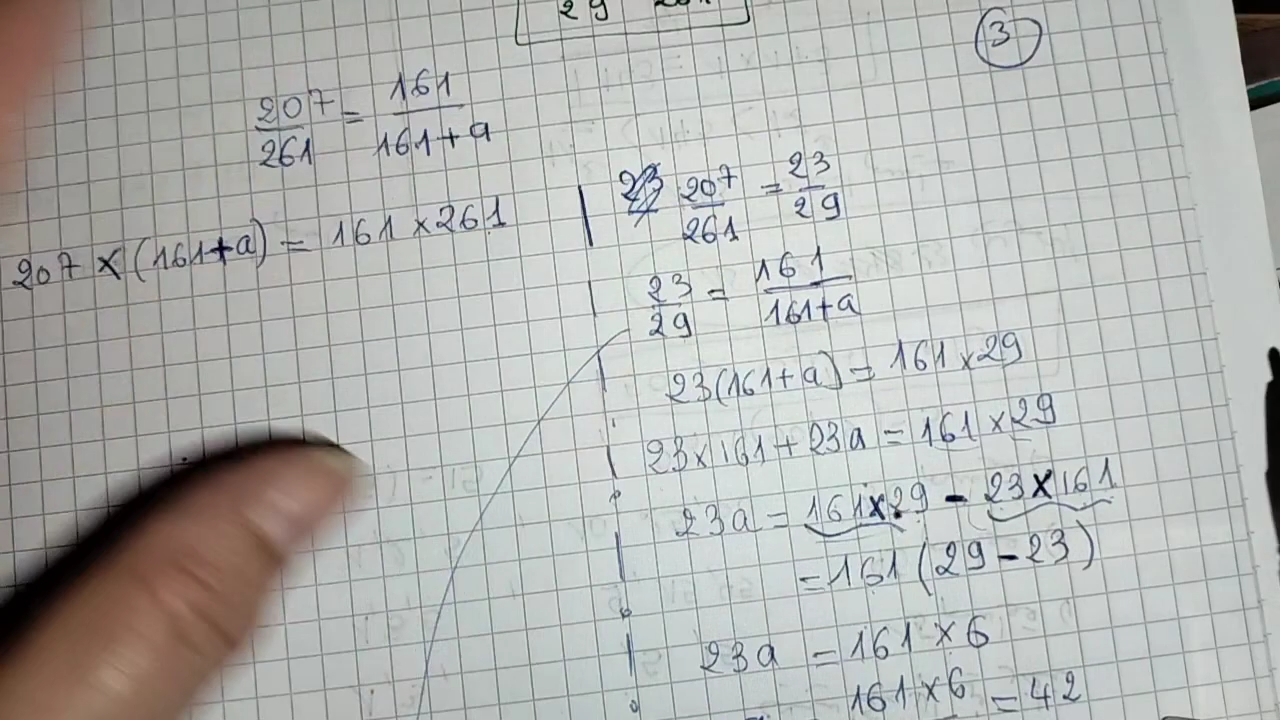 29
3
207/261 = 161/161+a
207 × (161+a) = 161 × 261
207/261 = 23/29
23/29 = 161/161+a
23(161+a) = 161 × 29
23×161 + 23a = 161 × 29
23a = 161×29 - 23×161
= 161 (29-23)
23a = 161 × 6
161 × 6 = 42